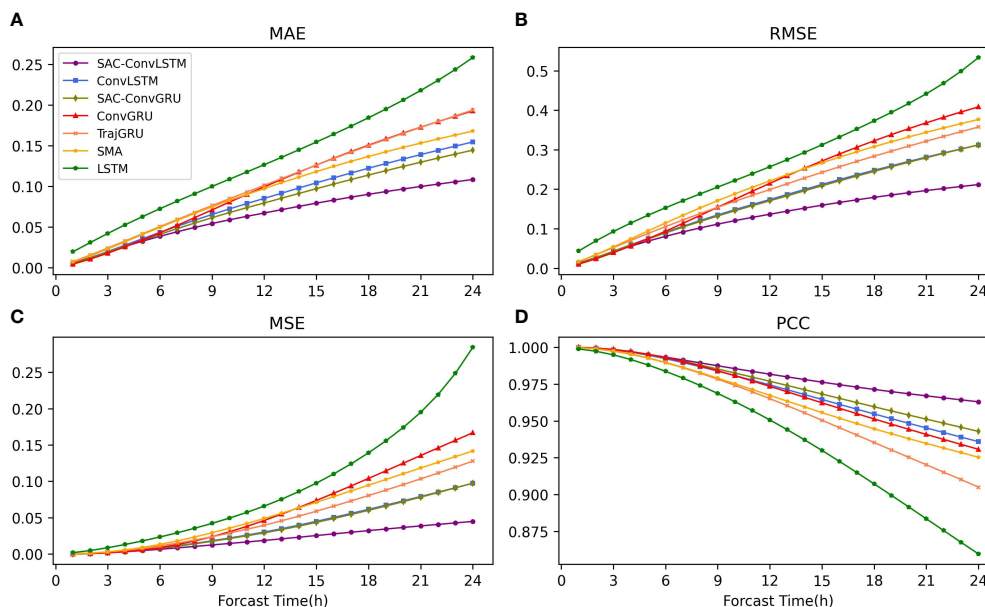 A
MAE
0.25
0.20
0.15
0.10
0.05
0.00
SAC-ConvLSTM
ConvLSTM
SAC-ConvGRU
ConvGRU
TrajGRU
SMA
LSTM
0 3 6 9 12 15 18 21 24
B
RMSE
0.5
0.4
0.3
0.2
0.1
0.0
0 3 6 9 12 15 18 21 24
C
MSE
0.25
0.20
0.15
0.10
0.05
0.00
0 3 6 9 12 15 18 21 24
Forcast Time(h)
D
PCC
1.000
0.975
0.950
0.925
0.900
0.875
0 3 6 9 12 15 18 21 24
Forcast Time(h)